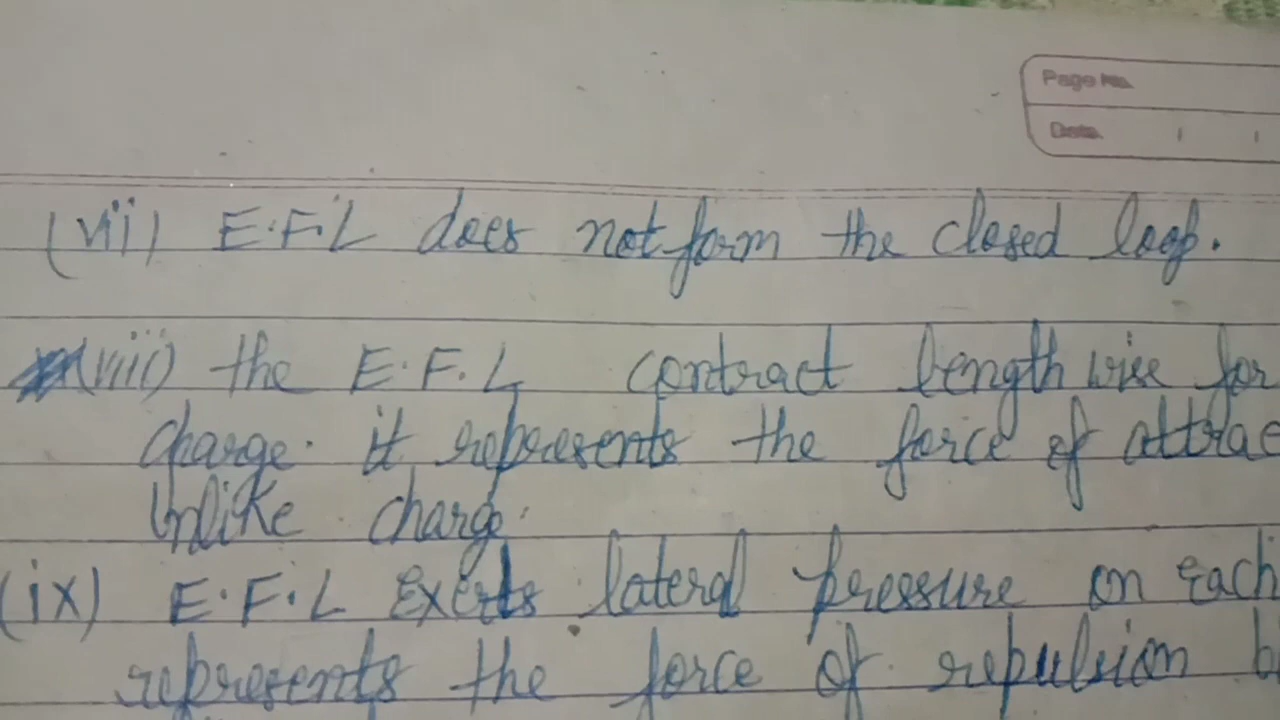 Page No.
Date
(vii) E.F.L does not form the closed loop.
(viii) the E.F.L contract length wise for
charge. it represents the force of attrac
Unlike charge.
(ix) E.F.L Exerts lateral pressure on Each
represents the force of repulsion b